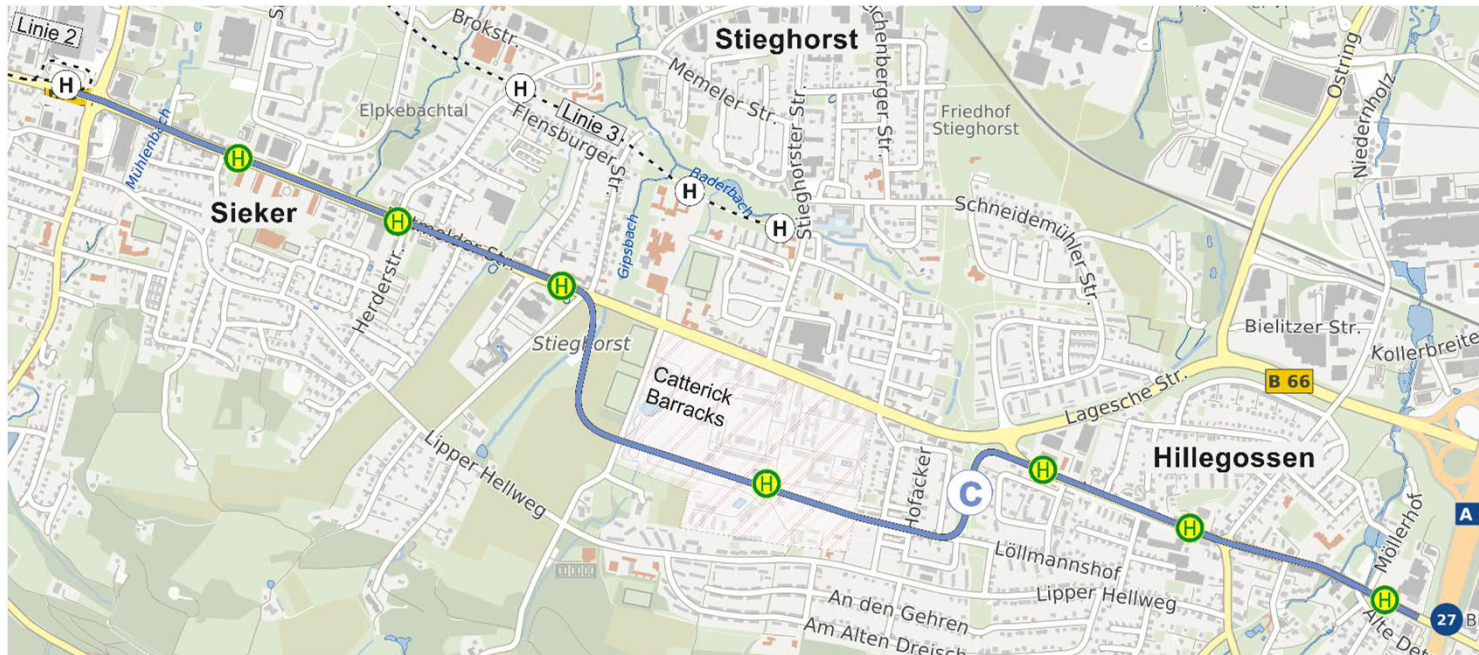 Linie 2
H
Brokstr.
Stieghorst
Ostring
Niedernholz
Memeler Str.
Elpkebachtal
H
Linie 3
Flensburger Str.
Stieghorster Str.
Friedhof
Stieghorst
Mühlenbach
H
Sieker
H
Herderstr.
Gipsbach
H
Baderbach
H
Schneidemühler Str.
H
Stieghorst
Bielitzer Str.
Kollerbreite
B 66
Lagesche Str.
Catterick
Barracks
Lipper Hellweg
H
Hofacker
C
H
Hillegossen
H
A
Möllerhof
Löllmannshof
Lipper Hellweg
An den Gehren
Am Alten Dreisch
H
27
Alte Det